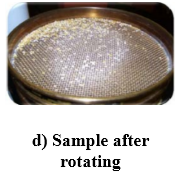 d) Sample after
rotating